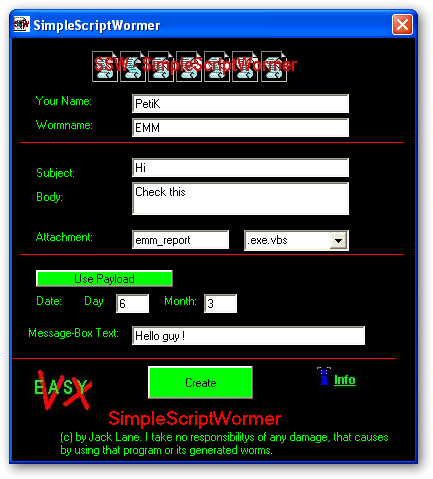 SimpleScriptWormer
SSW - SimpleScriptWormer
Your Name: PetiK
Wormname: EMM
Subject: Hi
Body: Check this
Attachment: emm_report .exe.vbs
Use Payload
Date: Day 6 Month: 3
Message-Box Text: Hello guy !
EASY
Vx
Create
Info
SimpleScriptWormer
(c) by Jack Lane. I take no responsibilitys of any damage, that causes
by using that program or its generated worms.